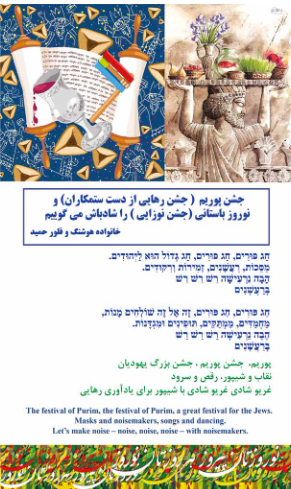 جشن پوریم ( جشن رهایی از دست ستمکاران) و
نوروز باستانی (جشن نوزایی ) را شادباش می گوییم
خانواده هوشنگ و فلور حمید
חַג פּוּרִים, חַג פּוּרִים, חַג גָּדוֹל הוּא לַיְּהוּדִים.
מַסֵּכוֹת, רַעֲשָׁנִים, זְמִירוֹת וְרִקּוּדִים.
הָבָה נַרְעִישָׁה רַשׁ רַשׁ רַשׁ
בָּרַעֲשָׁנִים
חַג פּוּרִים, חַג פּוּרִים, זֶה אֶל זֶה שׁוֹלְחִים מָנוֹת,
מַחְמַדִּים, מַמְתַּקִּים, תּוּפִינִים וּמִגְדָּנוֹת.
הָבָה נַרְעִישָׁה רַשׁ רַשׁ רַשׁ
בָּרַעֲשָׁנִים
پوریم، جشن پوریم ، جشن بزرگ یهودیان
نقاب و شیپور، رقص و سرود
غریو شادی غریو شادی با شیپور برای یادآوری رهایی
The festival of Purim, the festival of Purim, a great festival for the Jews.
Masks and noisemakers, songs and dancing.
Let's make noise – noise, noise, noise – with noisemakers.